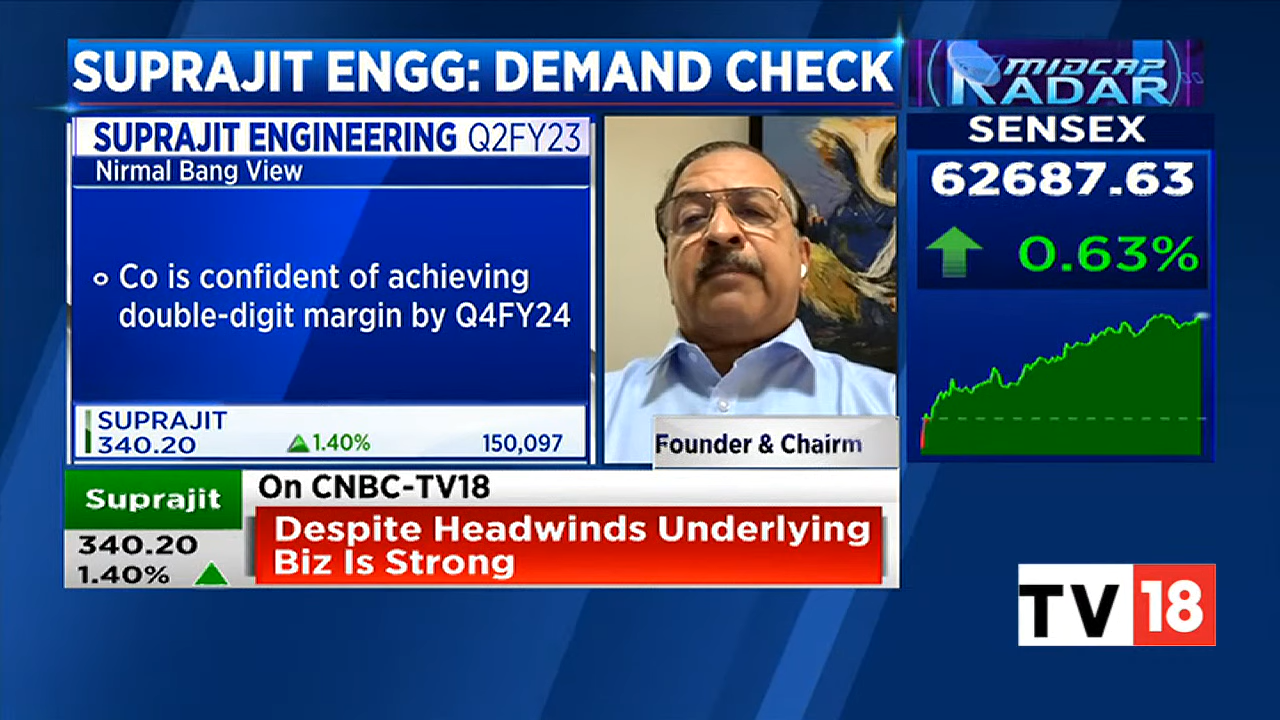 SUPRAJIT ENGG: DEMAND CHECK
MIDCAP
RADAR
SUPRAJIT ENGINEERING Q2FY23
Nirmal Bang View
Co is confident of achieving
double-digit margin by Q4FY24
SUPRAJIT
340.20 1.40% 150,097
Founder & Chairm
SENSEX
62687.63
0.63%
Suprajit
340.20
1.40%
On CNBC-TV18
Despite Headwinds Underlying
Biz Is Strong
TV18